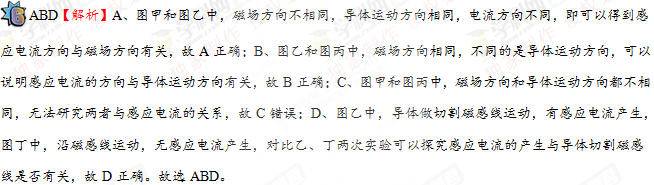 ABD【解析】A、图甲和图乙中，磁场方向不相同，导体运动方向相同，电流方向不同，即可以得到感
应电流方向与磁场方向有关，故 A 正确；B、图乙和图丙中，磁场方向相同，不同的是导体运动方向，可以
说明感应电流的方向与导体运动方向有关，故 B 正确；C、图甲和图丙中，磁场方向和导体运动方向都不相
同，无法研究两者与感应电流的关系，故 C 错误；D、图乙中，导体做切割磁感线运动，有感应电流产生，
图丁中，沿磁感线运动，无感应电流产生，对比乙、丁两次实验可以探究感应电流的产生与导体切割磁感
线是否有关，故 D 正确。故选 ABD。